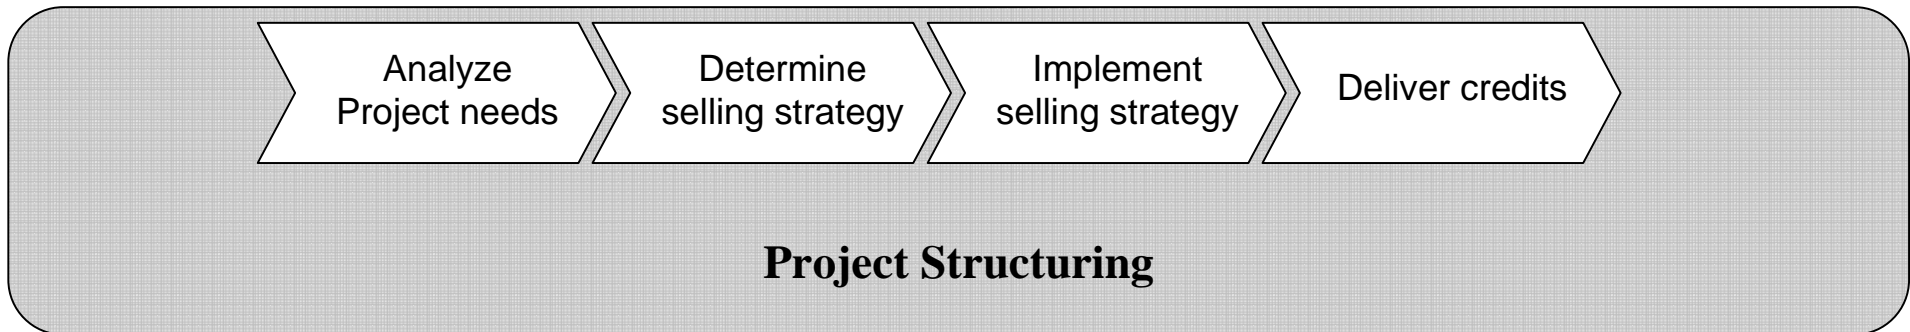 Analyze
Project needs
Determine
selling strategy
Implement
selling strategy
Deliver credits
Project Structuring